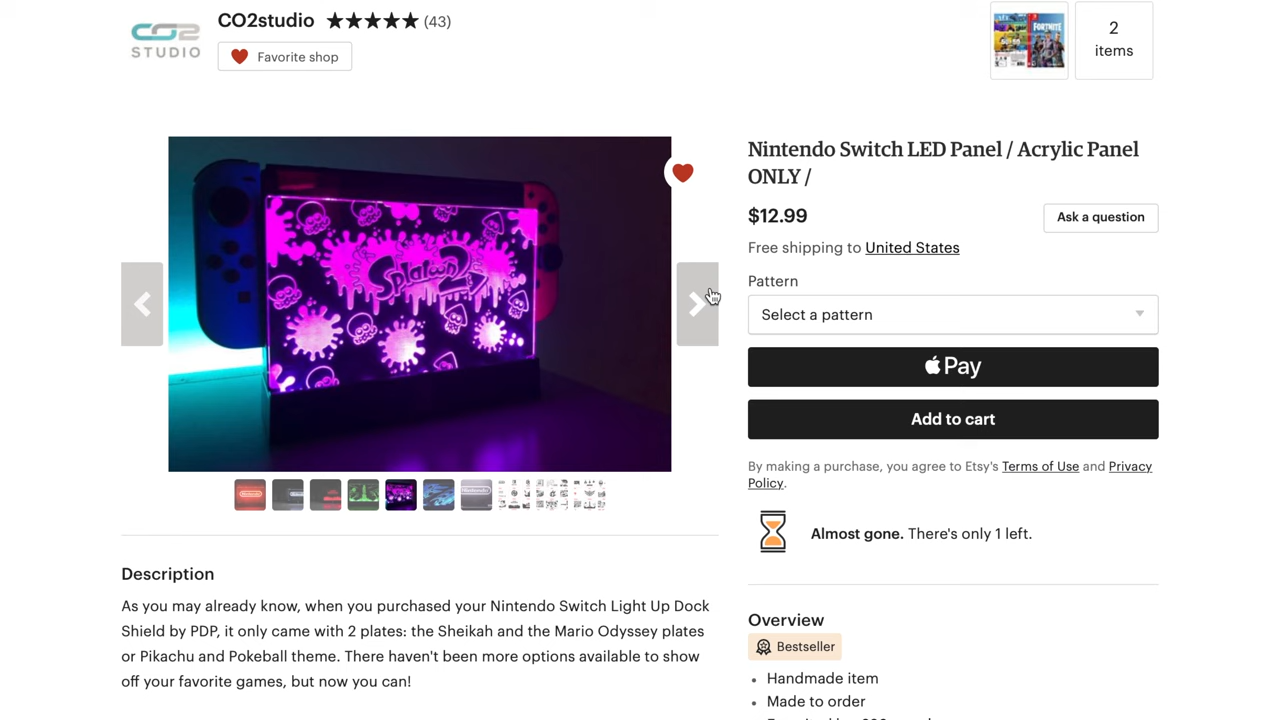 CO2studio ★★★★★ (43)
CO2
STUDIO
Favorite shop
FORTNITE
2
items
Nintendo Switch LED Panel / Acrylic Panel
ONLY /
$12.99
Ask a question
Free shipping to United States
Pattern
Select a pattern
Pay
Add to cart
By making a purchase, you agree to Etsy's Terms of Use and Privacy
Policy.
Almost gone. There's only 1 left.
Splatoon 2
Description
As you may already know, when you purchased your Nintendo Switch Light Up Dock
Shield by PDP, it only came with 2 plates: the Sheikah and the Mario Odyssey plates
or Pikachu and Pokeball theme. There haven't been more options available to show
off your favorite games, but now you can!
Overview
Bestseller
Handmade item
Made to order